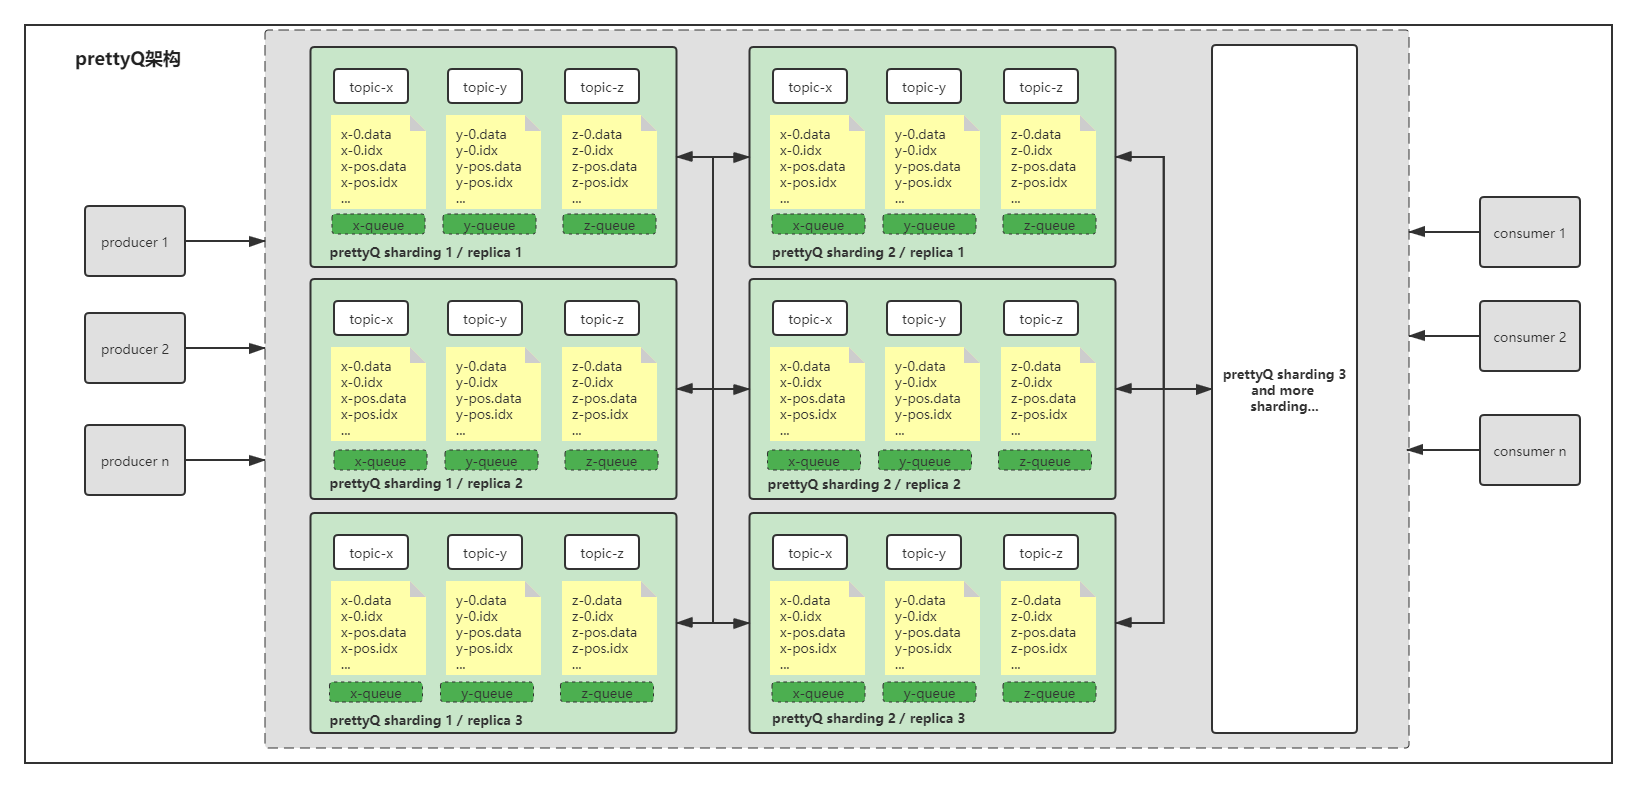 prettyQ架构
producer 1
producer 2
producer n
topic-x
topic-y
topic-z
x-0.data
x-0.idx
x-pos.data
x-pos.idx
...
y-0.data
y-0.idx
y-pos.data
y-pos.idx
...
z-0.data
z-0.idx
z-pos.data
z-pos.idx
...
x-queue
y-queue
z-queue
prettyQ sharding 1 / replica 1
topic-x
topic-y
topic-z
x-0.data
x-0.idx
x-pos.data
x-pos.idx
...
y-0.data
y-0.idx
y-pos.data
y-pos.idx
...
z-0.data
z-0.idx
z-pos.data
z-pos.idx
...
x-queue
y-queue
z-queue
prettyQ sharding 2 / replica 1
topic-x
topic-y
topic-z
x-0.data
x-0.idx
x-pos.data
x-pos.idx
...
y-0.data
y-0.idx
y-pos.data
y-pos.idx
...
z-0.data
z-0.idx
z-pos.data
z-pos.idx
...
x-queue
y-queue
z-queue
prettyQ sharding 1 / replica 2
topic-x
topic-y
topic-z
x-0.data
x-0.idx
x-pos.data
x-pos.idx
...
y-0.data
y-0.idx
y-pos.data
y-pos.idx
...
z-0.data
z-0.idx
z-pos.data
z-pos.idx
...
x-queue
y-queue
z-queue
prettyQ sharding 2 / replica 2
topic-x
topic-y
topic-z
x-0.data
x-0.idx
x-pos.data
x-pos.idx
...
y-0.data
y-0.idx
y-pos.data
y-pos.idx
...
z-0.data
z-0.idx
z-pos.data
z-pos.idx
...
x-queue
y-queue
z-queue
prettyQ sharding 1 / replica 3
topic-x
topic-y
topic-z
x-0.data
x-0.idx
x-pos.data
x-pos.idx
...
y-0.data
y-0.idx
y-pos.data
y-pos.idx
...
z-0.data
z-0.idx
z-pos.data
z-pos.idx
...
x-queue
y-queue
z-queue
prettyQ sharding 2 / replica 3
prettyQ sharding 3
and more
sharding...
consumer 1
consumer 2
consumer n